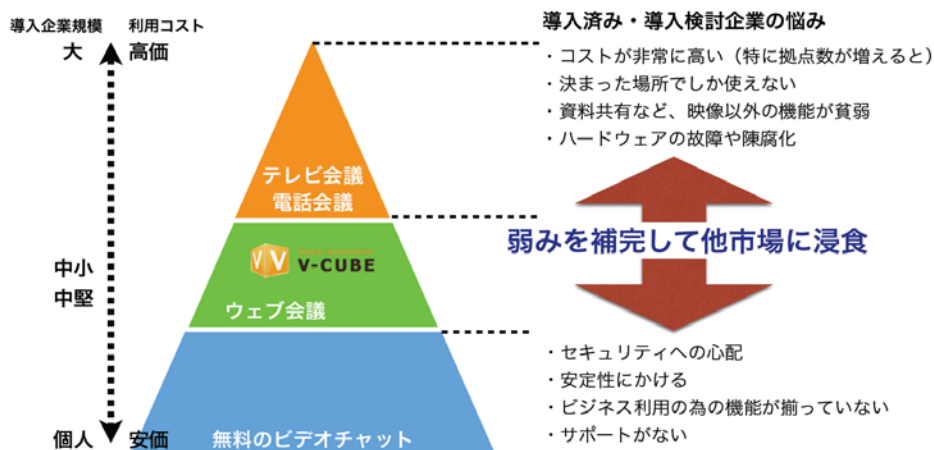 導入企業規模 利用コスト
大 高価
導入済み・導入検討企業の悩み
・コストが非常に高い（特に拠点数が増えると）
・決まった場所でしか使えない
・資料共有など、映像以外の機能が貧弱
・ハードウェアの故障や陳腐化
テレビ会議
電話会議
弱みを補完して他市場に浸食
V-CUBE
中小
中堅
ウェブ会議
・セキュリティへの心配
・安定性にかける
・ビジネス利用の為の機能が揃っていない
・サポートがない
個人 安価
無料のビデオチャット